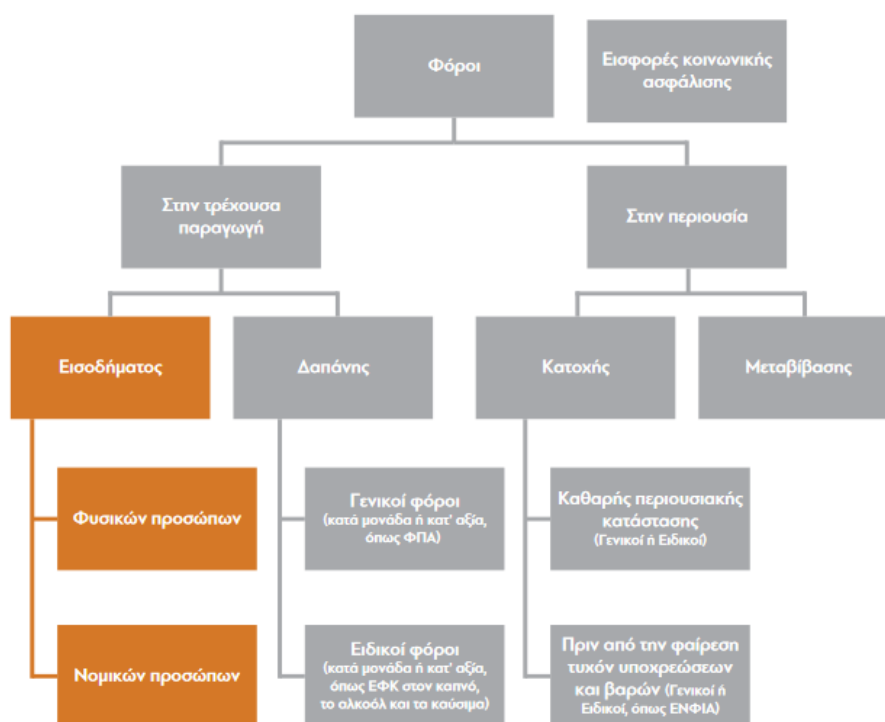 Φόροι
Εισφορές κοινωνικής
ασφάλισης
Στην τρέχουσα
παραγωγή
Στην περιουσία
Εισοδήματος
Δαπάνης
Κατοχής
Μεταβίβασης
Φυσικών προσώπων
Γενικοί φόροι
(κατά μονάδα ή κατ' αξία,
όπως ΦΠΑ)
Καθαρής περιουσιακής
κατάστασης
(Γενικοί ή Ειδικοί)
Νομικών προσώπων
Ειδικοί φόροι
(κατά μονάδα ή κατ' αξία,
όπως ΕΦΚ στον καπνό,
το αλκοόλ και τα καύσιμα)
Πριν από την φαίρεση
τυχόν υποχρεώσεων
και βαρών (Γενικοί ή
Ειδικοί, όπως ΕΝΦΙΑ)